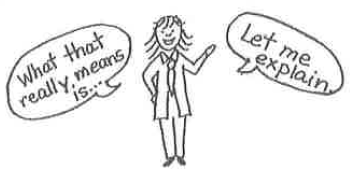 What that
really means
is...
Let me
explain